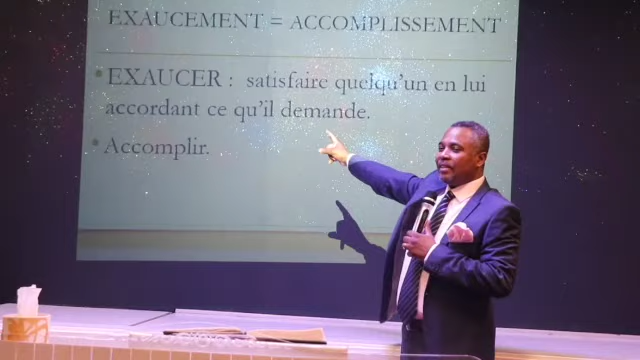 EXAUCEMENT = ACCOMPLISSEMENT
• EXAUCER : satisfaire quelqu'un en lui
accordant ce qu'il demande.
• Accomplir.